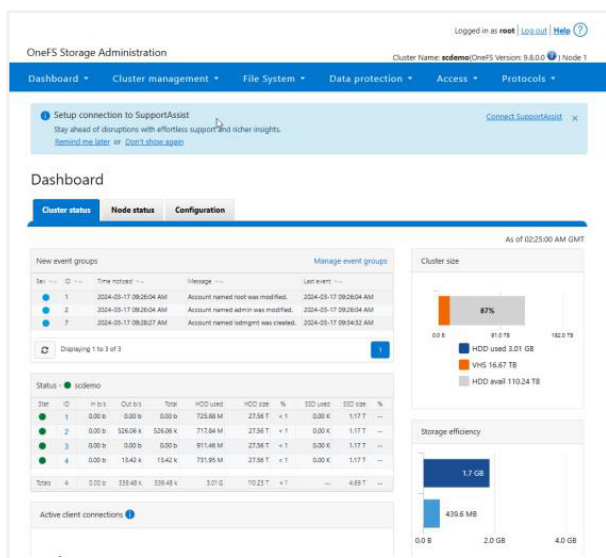 Logged in as root | Log out | Help ?
OneFS Storage Administration
Cluster Name: scdemo(OneFS Version: 9.8.0.0 ) Node 1
Dashboard Cluster management File System Data protection Access Protocols
Setup connection to SupportAssist
Connect SupportAssist ×
Stay ahead of disruptions with effortless support and richer insights.
Remind me later or Don't show again
Dashboard
Cluster status Node status Configuration
As of 02:25:00 AM GMT
New event groups Manage event groups
Sev ID Time noticed Message Last event
1 2024-03-17 09:26:04 AM Account named root was modified. 2024-03-17 09:26:04 AM
2 2024-03-17 09:26:04 AM Account named admin was modified. 2024-03-17 09:26:04 AM
7 2024-03-17 09:28:27 AM Account named bdmgmt was created. 2024-03-17 09:34:32 AM
Displaying 1 to 3 of 3 1
Status - scdemo
Stat ID In b/s Out b/s Total HDD used HDD size % SSD used SSD size %
1 0.00 b 0.00 b 0.00 b 725.88 M 27.56 T < 1 0.00 K 1.17 T --
2 0.00 b 526.06 k 526.06 k 717.84 M 27.56 T < 1 0.00 K 1.17 T --
3 0.00 b 0.00 b 0.00 b 911.46 M 27.56 T < 1 0.00 K 1.17 T --
4 0.00 b 13.42 k 13.42 k 731.95 M 27.56 T < 1 0.00 K 1.17 T --
Totals 4 0.00 b 539.48 k 539.48 k 3.01 G 110.25 T < 1 -- 4.69 T --
Active client connections
Cluster size
87%
0.0 B 91.0 TB 182.0 TB
HDD used 3.01 GB
VHS 16.67 TB
HDD avail 110.24 TB
Storage efficiency
1.7 GB
439.6 MB
0.0 B 2.0 GB 4.0 GB